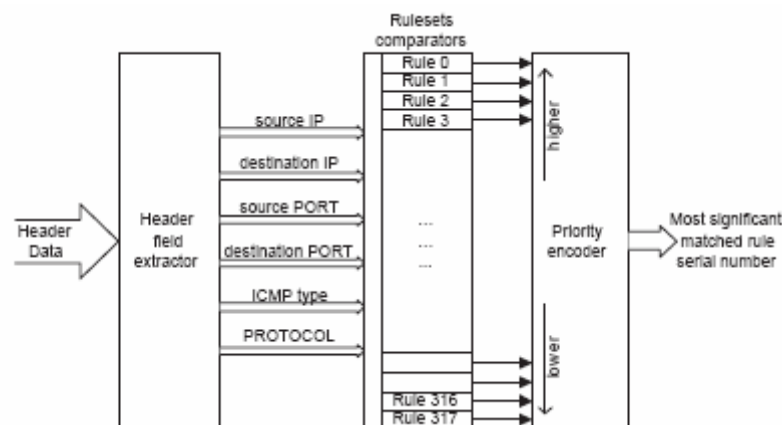 Rulesets
comparators
Rule 0
Rule 1
Rule 2
Rule 3
higher
source IP
destination IP
source PORT
destination PORT
ICMP type
PROTOCOL
Header
Data
Header
field
extractor
...
...
...
Priority
encoder
Most significant
matched rule
serial number
lower
Rule 316
Rule 317